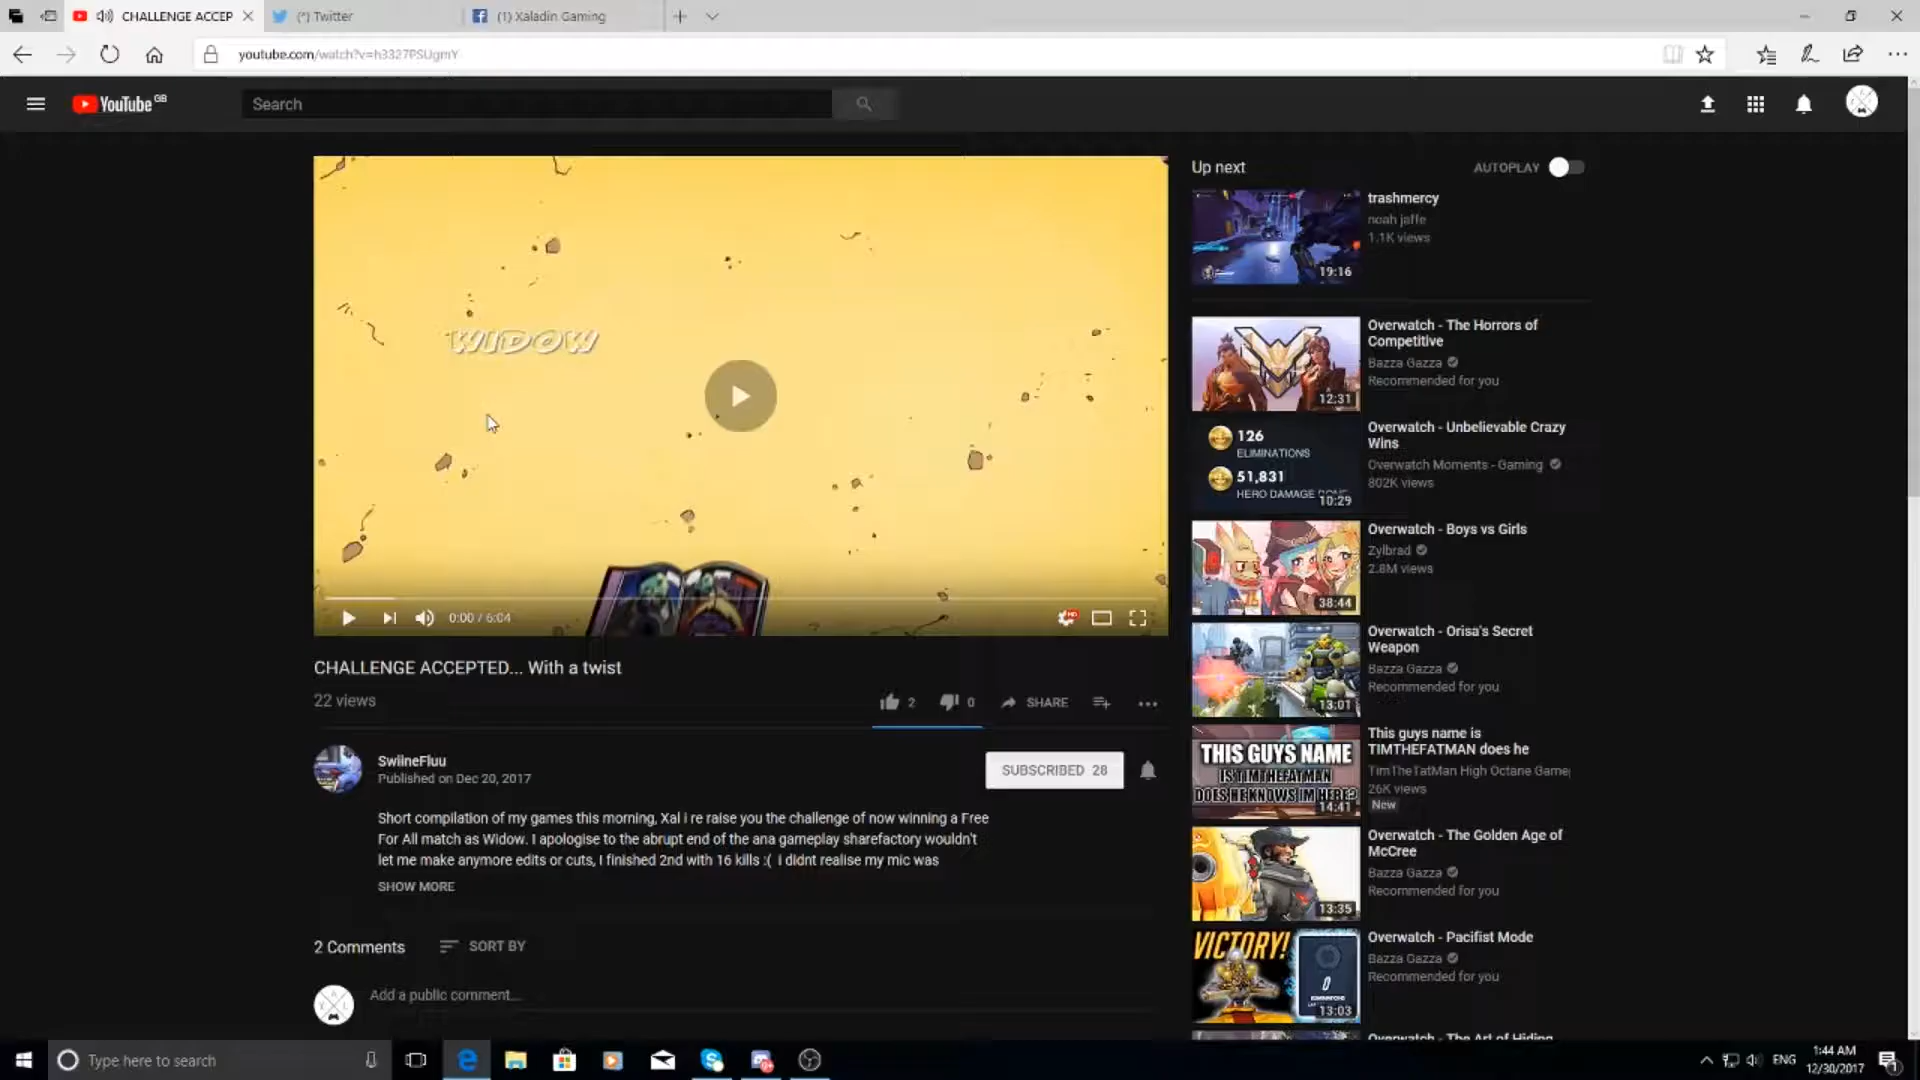 CHALLENGE ACCEP
(*) Twitter
(1) Xaladin Gaming
youtube.com/watch?v=h3327PSUgmY
YouTube GB
Search
WIDOW
0:00 / 6:04
HD
CHALLENGE ACCEPTED... With a twist
22 views
2
0
SHARE
SwiineFluu
Published on Dec 20, 2017
SUBSCRIBED 28
Short compilation of my games this morning, Xal i re raise you the challenge of now winning a Free
For All match as Widow. I apologise to the abrupt end of the ana gameplay sharefactory wouldn't
let me make anymore edits or cuts, I finished 2nd with 16 kills :( i didnt realise my mic was
SHOW MORE
2 Comments
SORT BY
Add a public comment...
Up next
AUTOPLAY
19:16
trashmercy
noah jaffe
1.1K views
12:31
Overwatch - The Horrors of
Competitive
Bazza Gazza
Recommended for you
126
ELIMINATIONS
51,831
HERO DAMAGE DONE
10:29
Overwatch - Unbelievable Crazy
Wins
Overwatch Moments - Gaming
802K views
38:44
Overwatch - Boys vs Girls
Zylbrad
2.8M views
13:01
Overwatch - Orisa's Secret
Weapon
Bazza Gazza
Recommended for you
THIS GUYS NAME
IS TIMTHEFATMAN
DOES HE KNOWS IM HERE?
14:41
This guys name is
TIMTHEFATMAN does he
TimTheTatMan High Octane Game
26K views
New
13:35
Overwatch - The Golden Age of
McCree
Bazza Gazza
Recommended for you
VICTORY!
0
13:03
Overwatch - Pacifist Mode
Bazza Gazza
Recommended for you
Overwatch - The Art of Hiding
Type here to search
ENG
1:44 AM
12/30/2017
1